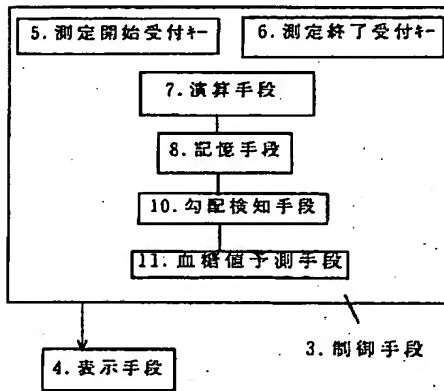 5.測定開始受付キー
6.測定終了受付キー
7.演算手段
8.記憶手段
10.勾配検知手段
11.血糖値予測手段
3.制御手段
4.表示手段